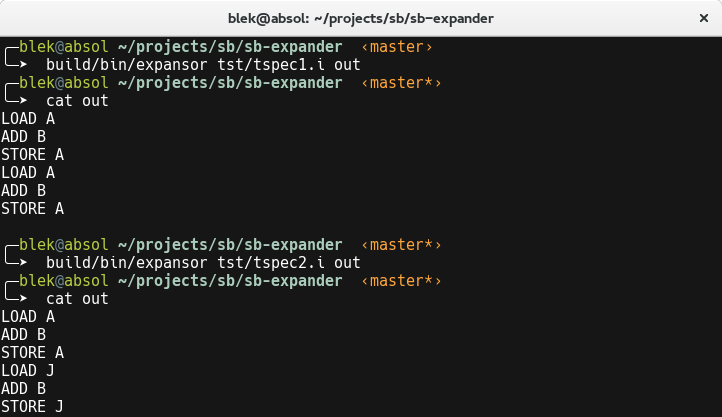 blek@absol: ~/projects/sb/sb-expander
blek@absol ~/projects/sb/sb-expander ‹master›
➤ build/bin/expansor tst/tspec1.i out
blek@absol ~/projects/sb/sb-expander ‹master*›
➤ cat out
LOAD A
ADD B
STORE A
LOAD A
ADD B
STORE A
blek@absol ~/projects/sb/sb-expander ‹master*›
➤ build/bin/expansor tst/tspec2.i out
blek@absol ~/projects/sb/sb-expander ‹master*›
➤ cat out
LOAD A
ADD B
STORE A
LOAD J
ADD B
STORE J